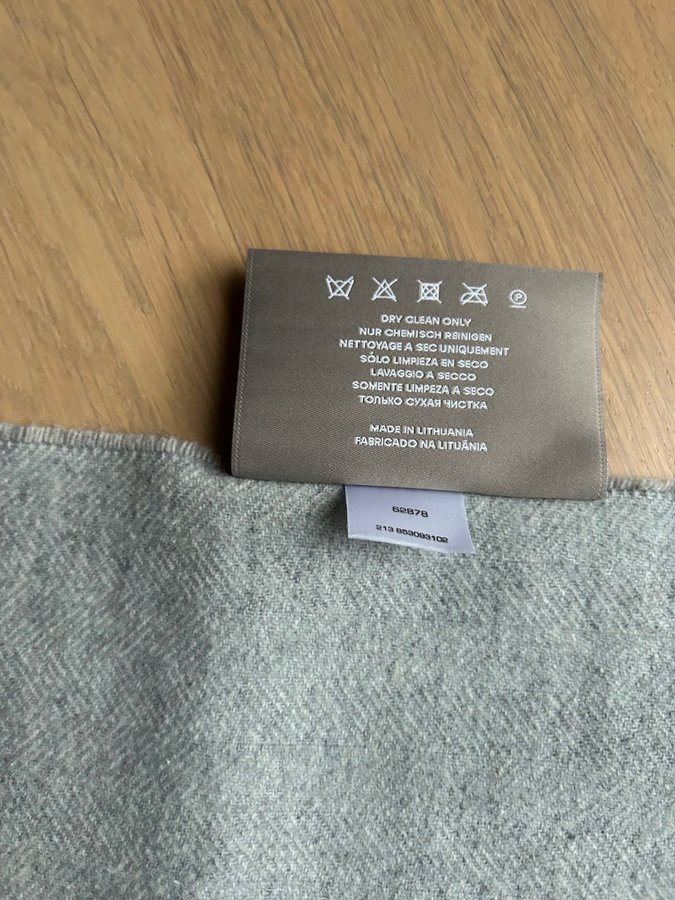 DRY CLEAN ONLY
NUR CHEMISCH REINIGEN
NETTOYAGE A SEC UNIQUEMENT
SÓLO LIMPIEZA EN SECO
LAVAGGIO A SECCO
SOMENTE LIMPEZA A SECO
ТОЛЬКО СУХАЯ ЧИСТКА
MADE IN LITHUANIA
FABRICADO NA LITUÂNIA
62878
213 853093102